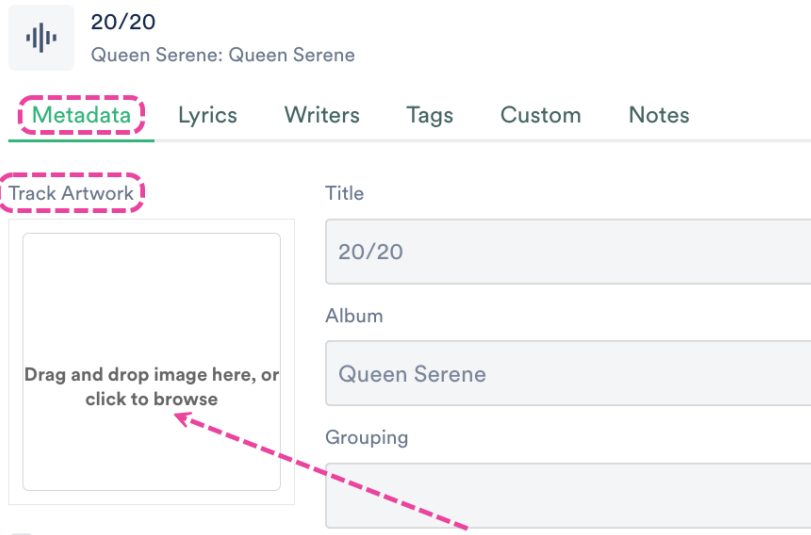 20/20
Queen Serene: Queen Serene
Metadata Lyrics Writers Tags Custom Notes
Track Artwork
Drag and drop image here, or
click to browse
Title
20/20
Album
Queen Serene
Grouping